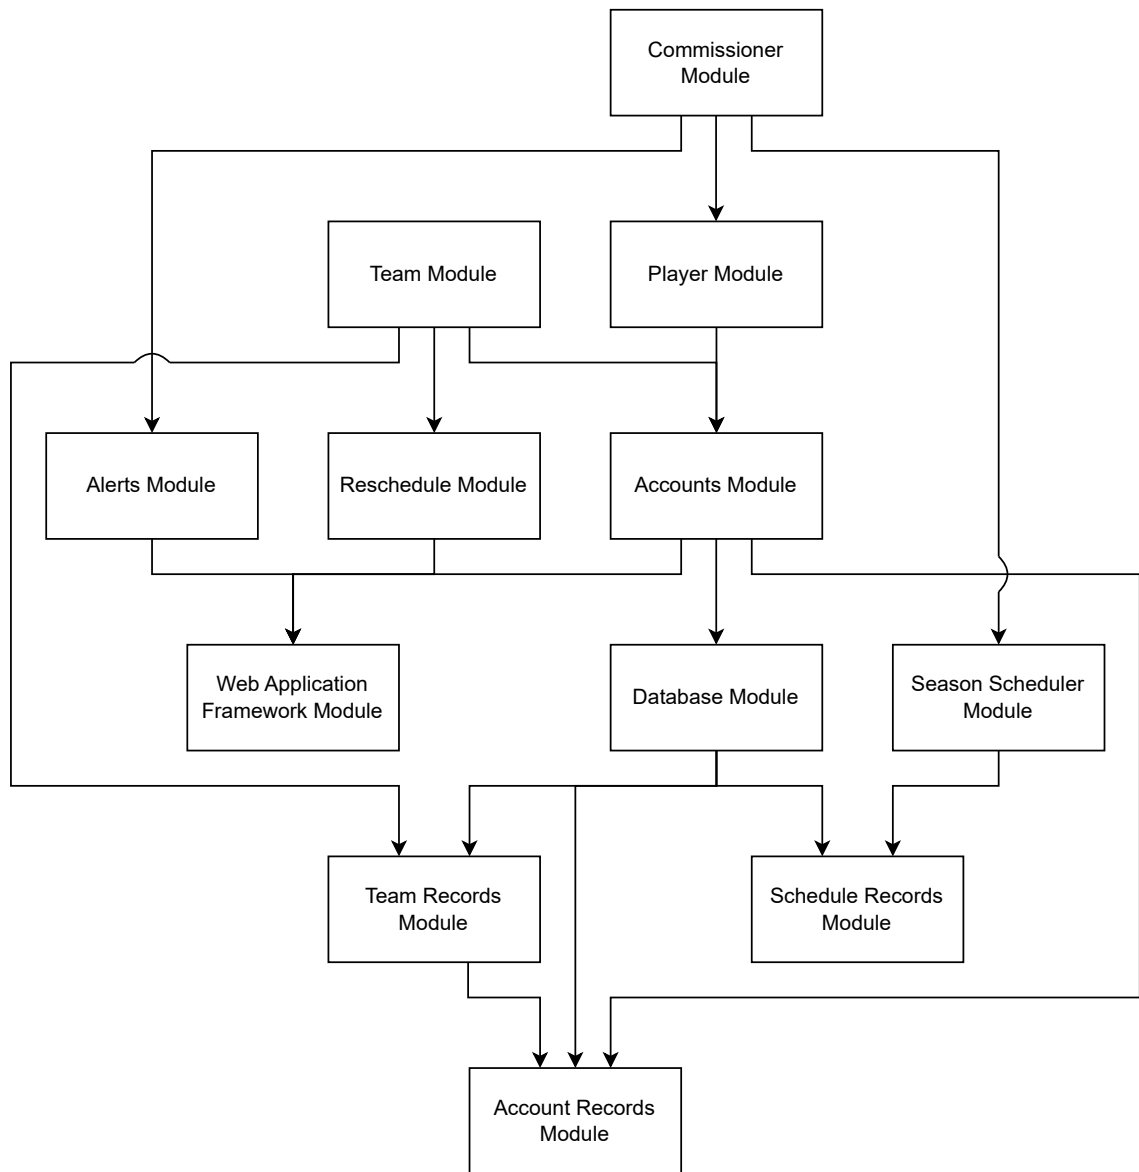 Commissioner
Module
Team Module
Player Module
Alerts Module
Reschedule Module
Accounts Module
Web Application
Framework Module
Database Module
Season Scheduler
Module
Team Records
Module
Schedule Records
Module
Account Records
Module